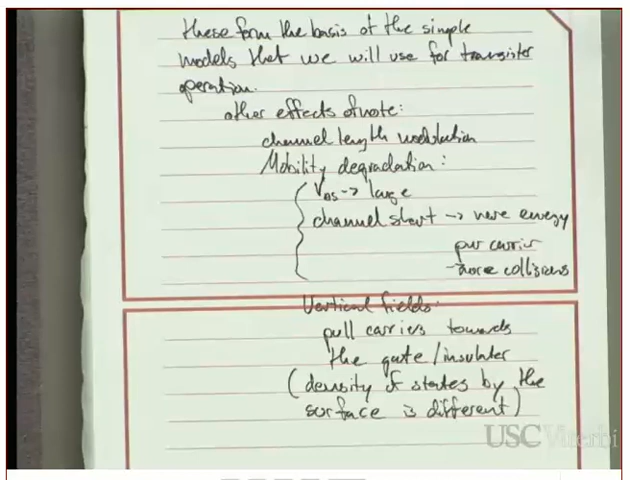 these form the basis of the simple
models that we will use for transistor
operation.
other effects of note:
channel length modulation
Mobility degradation:
VDS -> large
channel short -> more energy
per carrier
-> more collisions
Vertical fields:
pull carriers towards
the gate/insulator
(density of states by the
surface is different)
USC Viterbi